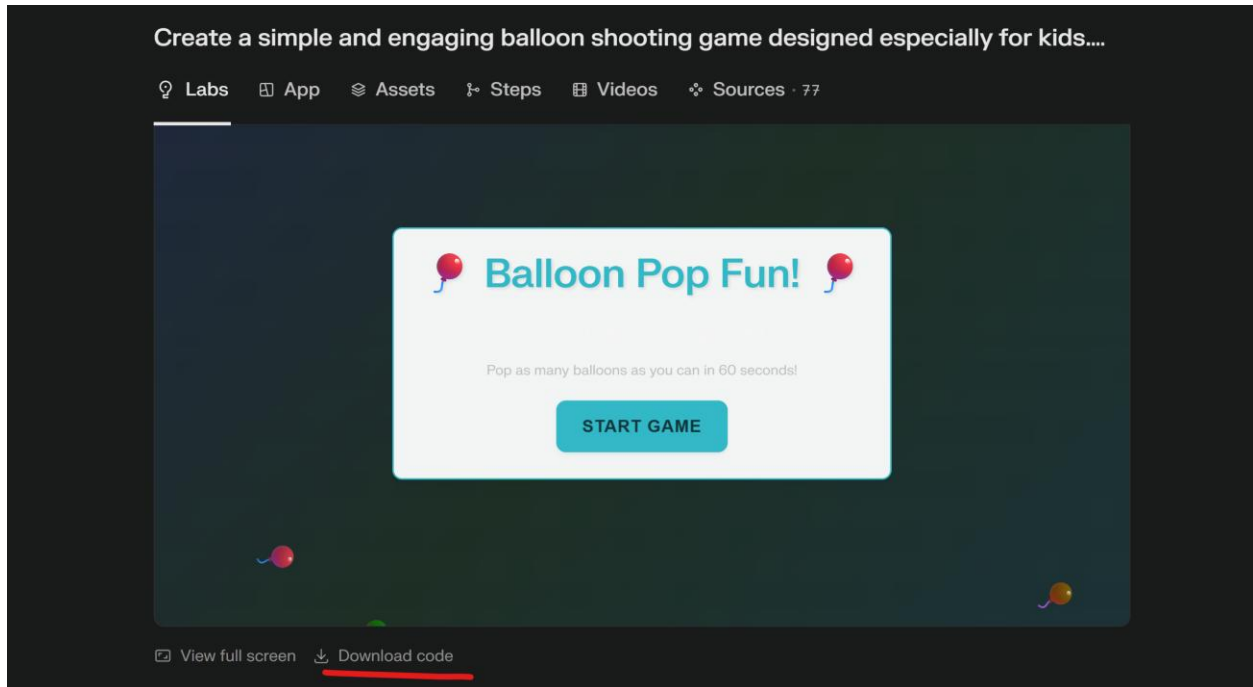 Create a simple and engaging balloon shooting game designed especially for kids....
Labs App Assets Steps Videos Sources · 77
Balloon Pop Fun!
Pop as many balloons as you can in 60 seconds!
START GAME
View full screen Download code